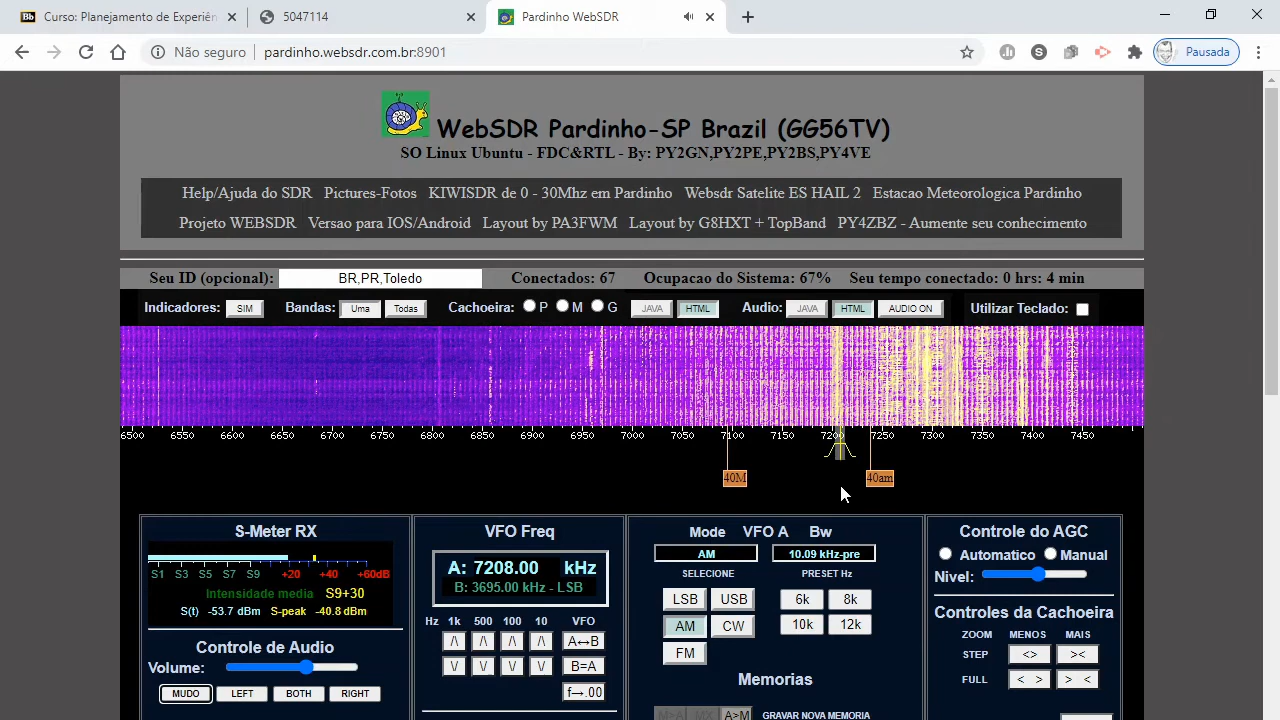 Curso: Planejamento de Experiên
5047114
Pardinho WebSDR
Não seguro
pardinho.websdr.com.br:8901
Pausada
WebSDR Pardinho-SP Brazil (GG56TV)
SO Linux Ubuntu - FDC&RTL - By: PY2GN,PY2PE,PY2BS,PY4VE
Help/Ajuda do SDR Pictures-Fotos KIWISDR de 0 - 30Mhz em Pardinho Websdr Satelite ES HAIL 2 Estacao Meteorologica Pardinho
Projeto WEBSDR Versao para IOS/Android Layout by PA3FWM Layout by G8HXT + TopBand PY4ZBZ - Aumente seu conhecimento
Seu ID (opcional): BR,PR,Toledo Conectados: 67 Ocupacao do Sistema: 67% Seu tempo conectado: 0 hrs: 4 min
Indicadores: SIM Bandas: Uma Todas Cachoeira: P M G JAVA HTML Audio: JAVA HTML AUDIO ON Utilizar Teclado:
6500 6550 6600 6650 6700 6750 6800 6850 6900 6950 7000 7050 7100 7150 7200 7250 7300 7350 7400 7450
40M 40am
S-Meter RX
S1 S3 S5 S7 S9 +20 +40 +60dB
Intensidade media S9+30
S(t) -53.7 dBm S-peak -40.8 dBm
Controle de Audio
Volume:
MUDO LEFT BOTH RIGHT
VFO Freq
A: 7208.00 kHz
B: 3695.00 kHz - LSB
Hz 1k 500 100 10 VFO
/\ /\ /\ /\ A↔B
\/ \/ \/ \/ B=A
f→.00
Mode VFO A Bw
AM 10.09 kHz-pre
SELECIONE PRESET Hz
LSB USB 6k 8k
AM CW 10k 12k
FM
Memorias
M>A MX A>M GRAVAR NOVA MEMORIA
Controle do AGC
Automatico Manual
Nivel:
Controles da Cachoeira
ZOOM MENOS MAIS
STEP <> ><
FULL < > > <